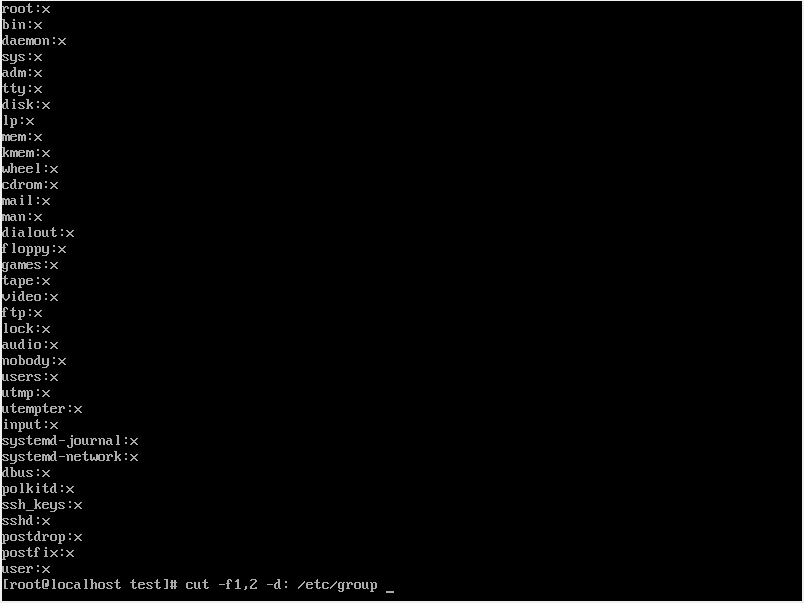 root:x
bin:x
daemon:x
sys:x
adm:x
tty:x
disk:x
lp:x
mem:x
kmem:x
wheel:x
cdrom:x
mail:x
man:x
dialout:x
floppy:x
games:x
tape:x
video:x
ftp:x
lock:x
audio:x
nobody:x
users:x
utmp:x
utempter:x
input:x
systemd-journal:x
systemd-network:x
dbus:x
polkitd:x
ssh_keys:x
sshd:x
postdrop:x
postfix:x
user:x
[root@localhost test]# cut -f1,2 -d: /etc/group _